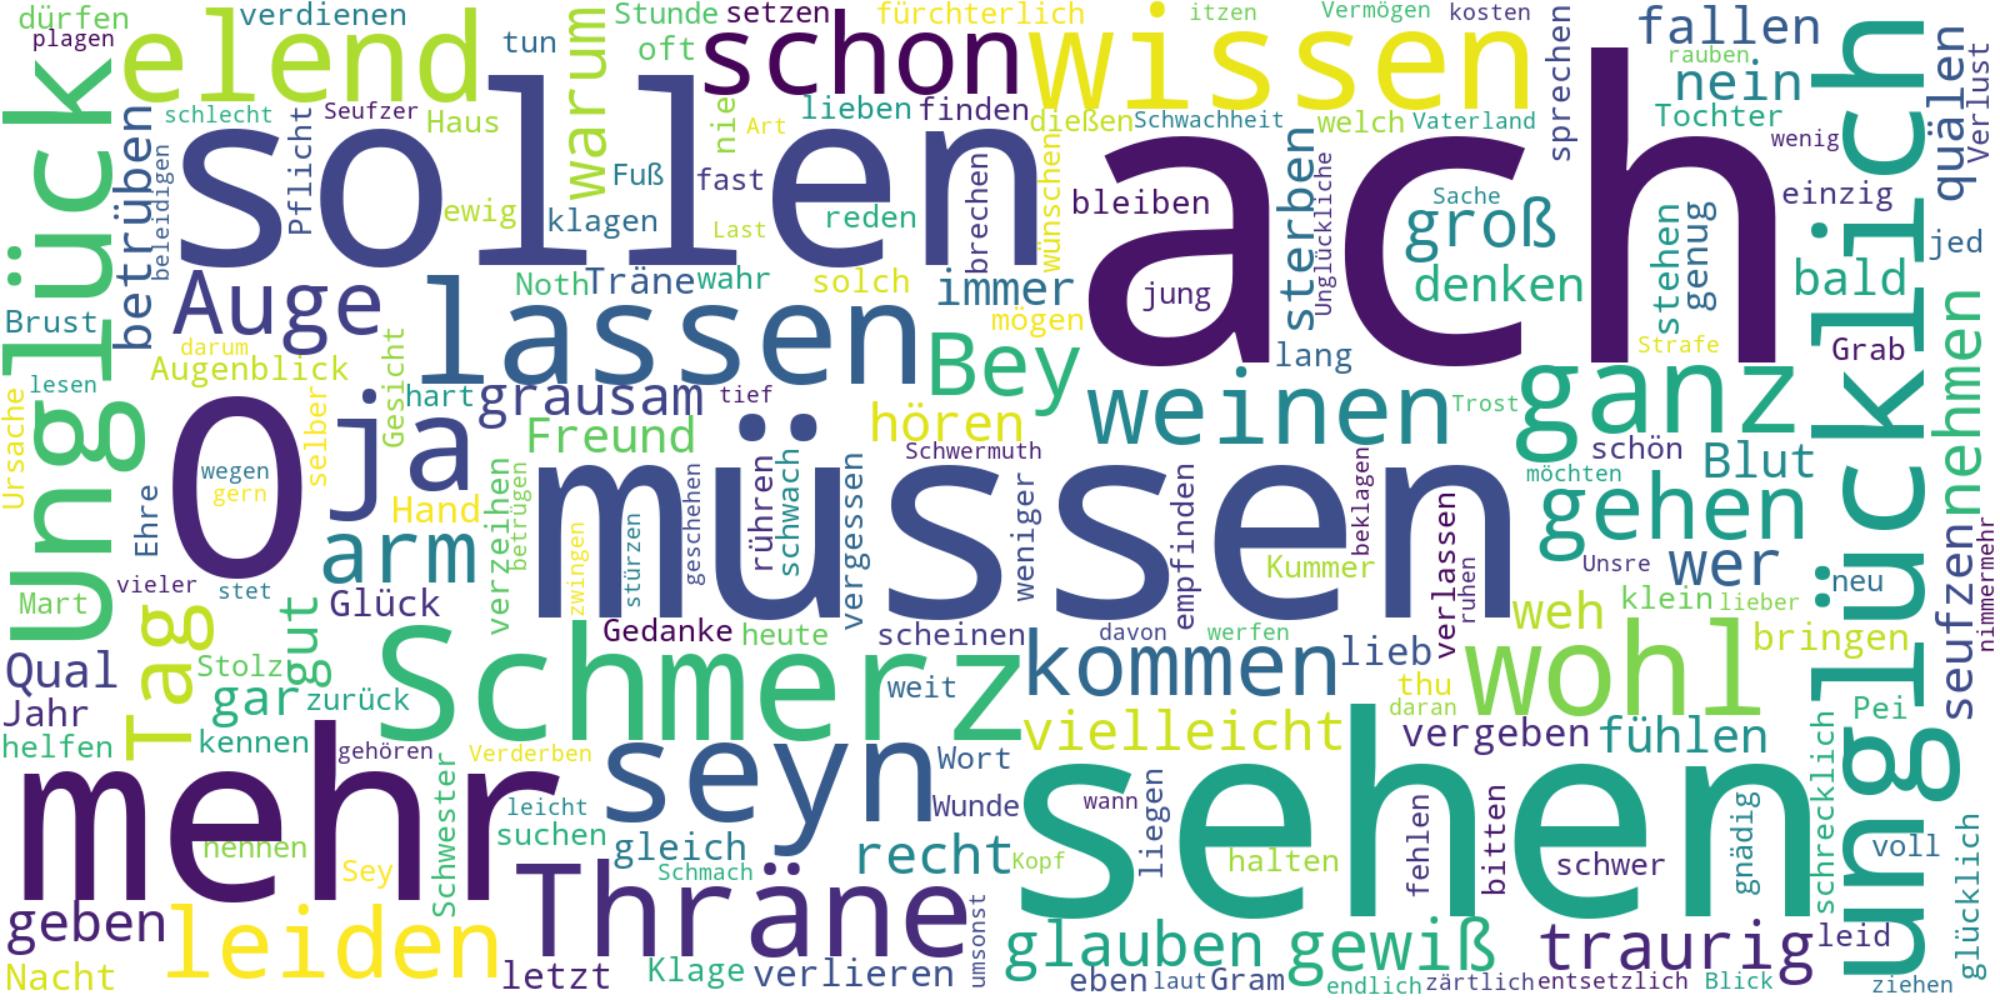 dürfen
verdienen
Stunde
setzen
fürchterlich
itzen
Vermögen
kosten
plagen
elend
tun
warum
oft
schon
wissen
sprechen
fallen
rauben
nein
unglücklich
quälen
Verlust
Unglück
betrüben
schlecht
Pflicht
Seufzer
Haus
sollen
nie
Art
lieben
finden
dießen
Schwachheit
welch
Vaterland
Tochter
wenig
ach
beleidigen
ewig
Fuß
fast
klagen
Last
reden
brechen
wünschen
bleiben
sterben
Unglückliche
Sache
groß
stehen
genug
einzig
jed
Auge
Noth
Träne
wahr
solch
immer
mögen
jung
denken
bald
Brust
darum
Augenblick
Gesicht
lassen
Bey
lang
Strafe
Grab
nehmen
lesen
Ursache
hart
grausam
tief
hören
weinen
Trost
ganz
O
ja
selber
Freund
Schwermuth
schön
Blut
wegen
gern
Hand
müssen
möchten
gehen
Ehre
arm
verzeihen
betrügen
zwingen
stürzen
geschehen
rühren
schwach
vergessen
weniger
empfinden
Kummer
beklagen
verlassen
ruhen
Unsre
wer
neu
seufzen
nimmermehr
Mart
vieler
stet
Glück
Tag
gut
Gedanke
heute
scheinen
davon
werfen
weh
klein
lieber
bringen
Qual
Stolz
Schmerz
weit
kommen
lieb
wohl
Jahr
gar
zurück
thu
daran
Pei
helfen
kennen
gehören
Verderben
seyn
Wort
vielleicht
vergeben
fühlen
schrecklich
mehr
Schwester
leicht
suchen
Wunde
sehen
wann
liegen
fehlen
bitten
schwer
gnädig
voll
glücklich
nennen
Sey
gleich
Schmach
recht
Kopf
halten
geben
leiden
Thräne
umsonst
glauben
gewiß
traurig
leid
Nacht
letzt
Klage
verlieren
eben
laut
Gram
endlich
zärtlich
entsetzlich
Blick
ziehen